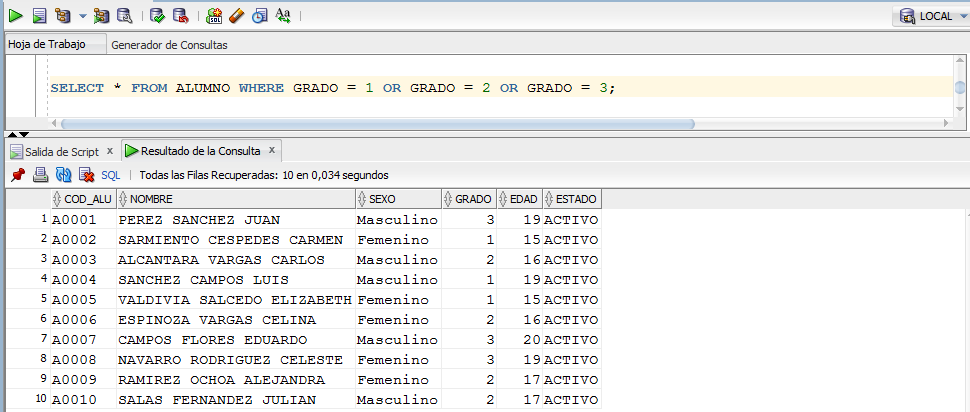 LOCAL
Hoja de Trabajo Generador de Consultas
SELECT * FROM ALUMNO WHERE GRADO = 1 OR GRADO = 2 OR GRADO = 3;
Salida de Script x Resultado de la Consulta x
SQL Todas las Filas Recuperadas: 10 en 0,034 segundos
COD_ALU NOMBRE SEXO GRADO EDAD ESTADO
1 A0001 PEREZ SANCHEZ JUAN Masculino 3 19 ACTIVO
2 A0002 SARMIENTO CESPEDES CARMEN Femenino 1 15 ACTIVO
3 A0003 ALCANTARA VARGAS CARLOS Masculino 2 16 ACTIVO
4 A0004 SANCHEZ CAMPOS LUIS Masculino 1 19 ACTIVO
5 A0005 VALDIVIA SALCEDO ELIZABETH Femenino 1 15 ACTIVO
6 A0006 ESPINOZA VARGAS CELINA Femenino 2 16 ACTIVO
7 A0007 CAMPOS FLORES EDUARDO Masculino 3 20 ACTIVO
8 A0008 NAVARRO RODRIGUEZ CELESTE Femenino 3 19 ACTIVO
9 A0009 RAMIREZ OCHOA ALEJANDRA Femenino 2 17 ACTIVO
10 A0010 SALAS FERNANDEZ JULIAN Masculino 2 17 ACTIVO